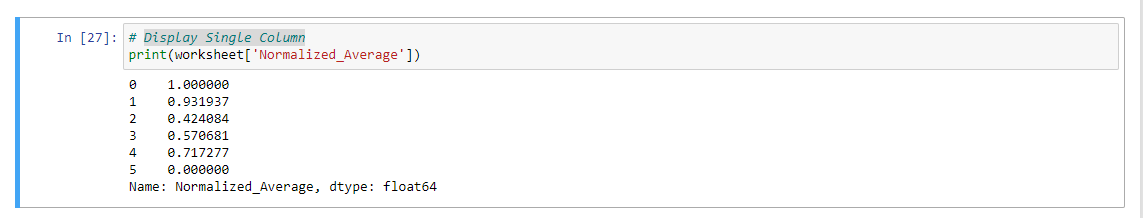 In [27]: # Display Single Column
print(worksheet['Normalized_Average'])
0    1.000000
1    0.931937
2    0.424084
3    0.570681
4    0.717277
5    0.000000
Name: Normalized_Average, dtype: float64